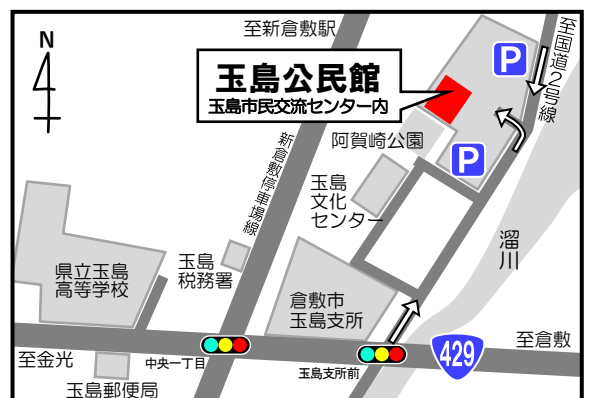 至新倉敷駅
至国道2号線
N
P
玉島公民館
玉島市民交流センター内
阿賀崎公園
P
新倉敷停車場線
玉島
文化
センター
溜川
玉島
税務署
県立玉島
高等学校
倉敷市
玉島支所
至倉敷
429
至金光
中央一丁目
玉島支所前
玉島郵便局